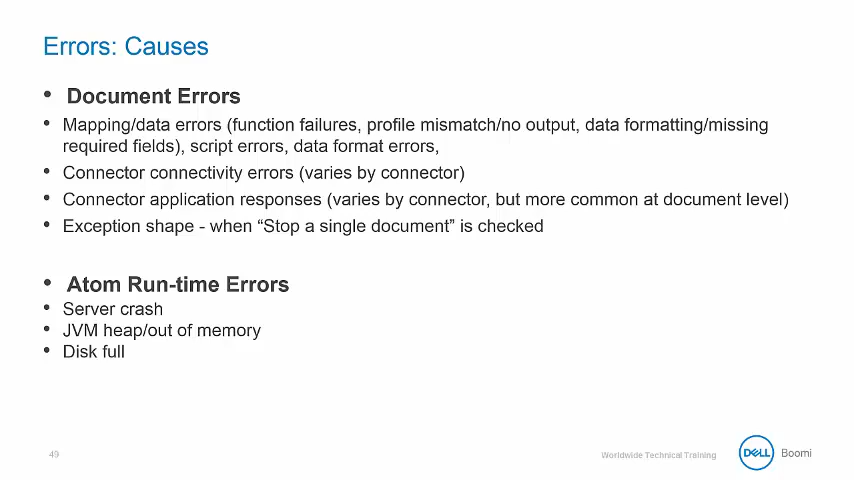 Errors: Causes
• Document Errors
• Mapping/data errors (function failures, profile mismatch/no output, data formatting/missing
required fields), script errors, data format errors,
• Connector connectivity errors (varies by connector)
• Connector application responses (varies by connector, but more common at document level)
• Exception shape - when “Stop a single document” is checked
• Atom Run-time Errors
• Server crash
• JVM heap/out of memory
• Disk full
49
Worldwide Technical Training
DELL Boomi